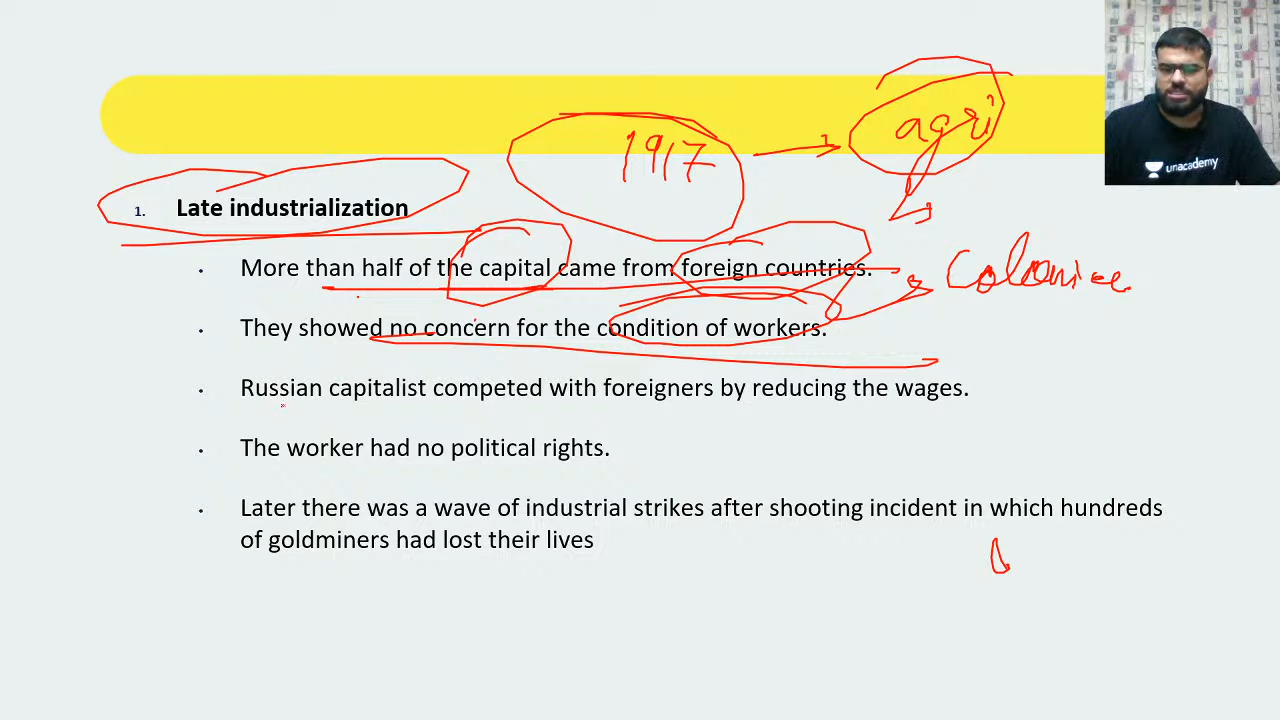 agri
unacademy
1917
1. Late industrialization
• More than half of the capital came from foreign countries.
• They showed no concern for the condition of workers.
• Russian capitalist competed with foreigners by reducing the wages.
• The worker had no political rights.
• Later there was a wave of industrial strikes after shooting incident in which hundreds
of goldminers had lost their lives